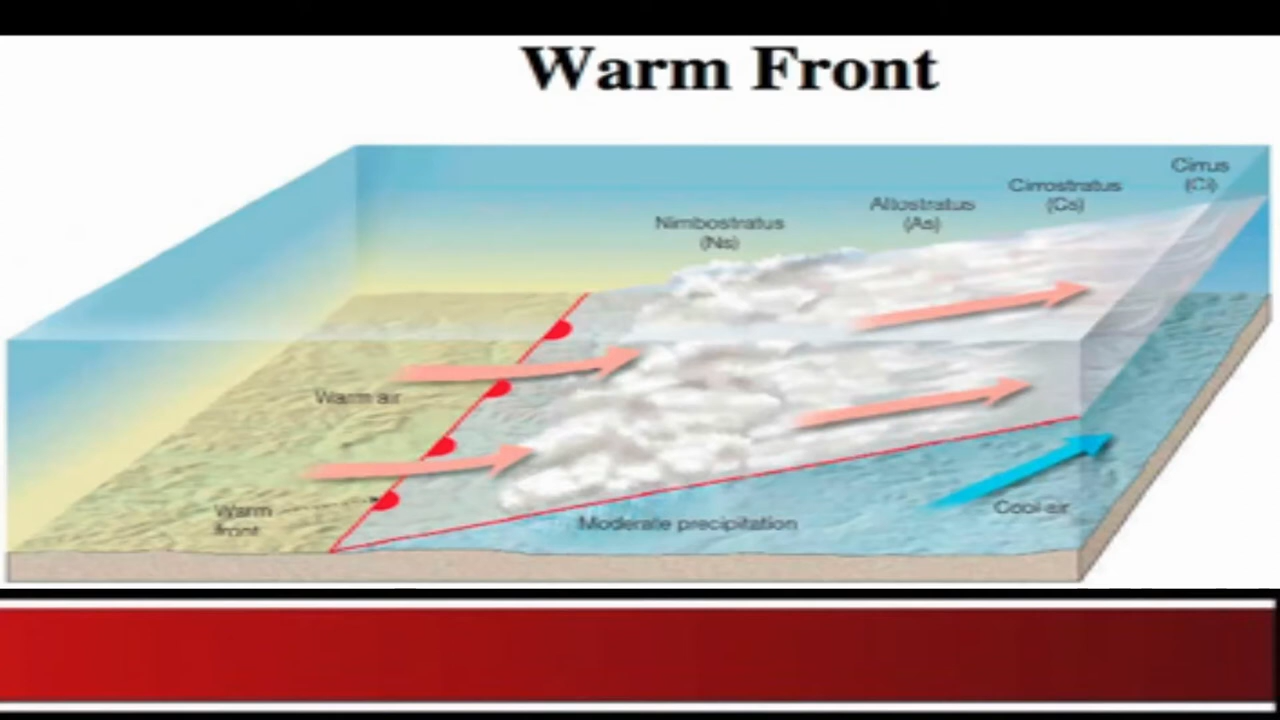 Warm Front
Cirrus
(Ci)
Cirrostratus
(Cs)
Altostratus
(As)
Nimbostratus
(Ns)
Warm air
Warm
front
Moderate precipitation
Cool air